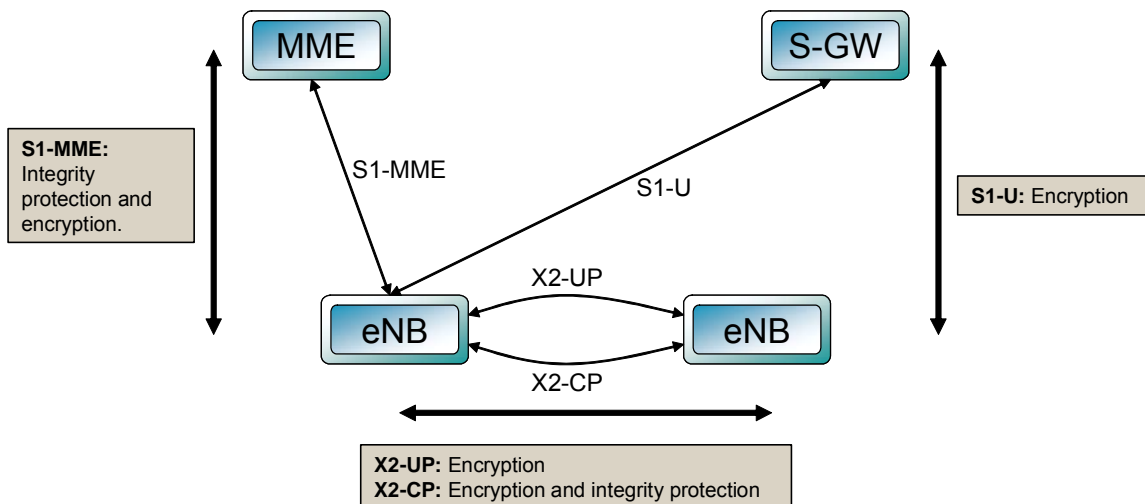 MME
S-GW
S1-MME:
Integrity
protection and
encryption.
S1-MME
S1-U
S1-U: Encryption
X2-UP
eNB
eNB
X2-CP
X2-UP: Encryption
X2-CP: Encryption and integrity protection